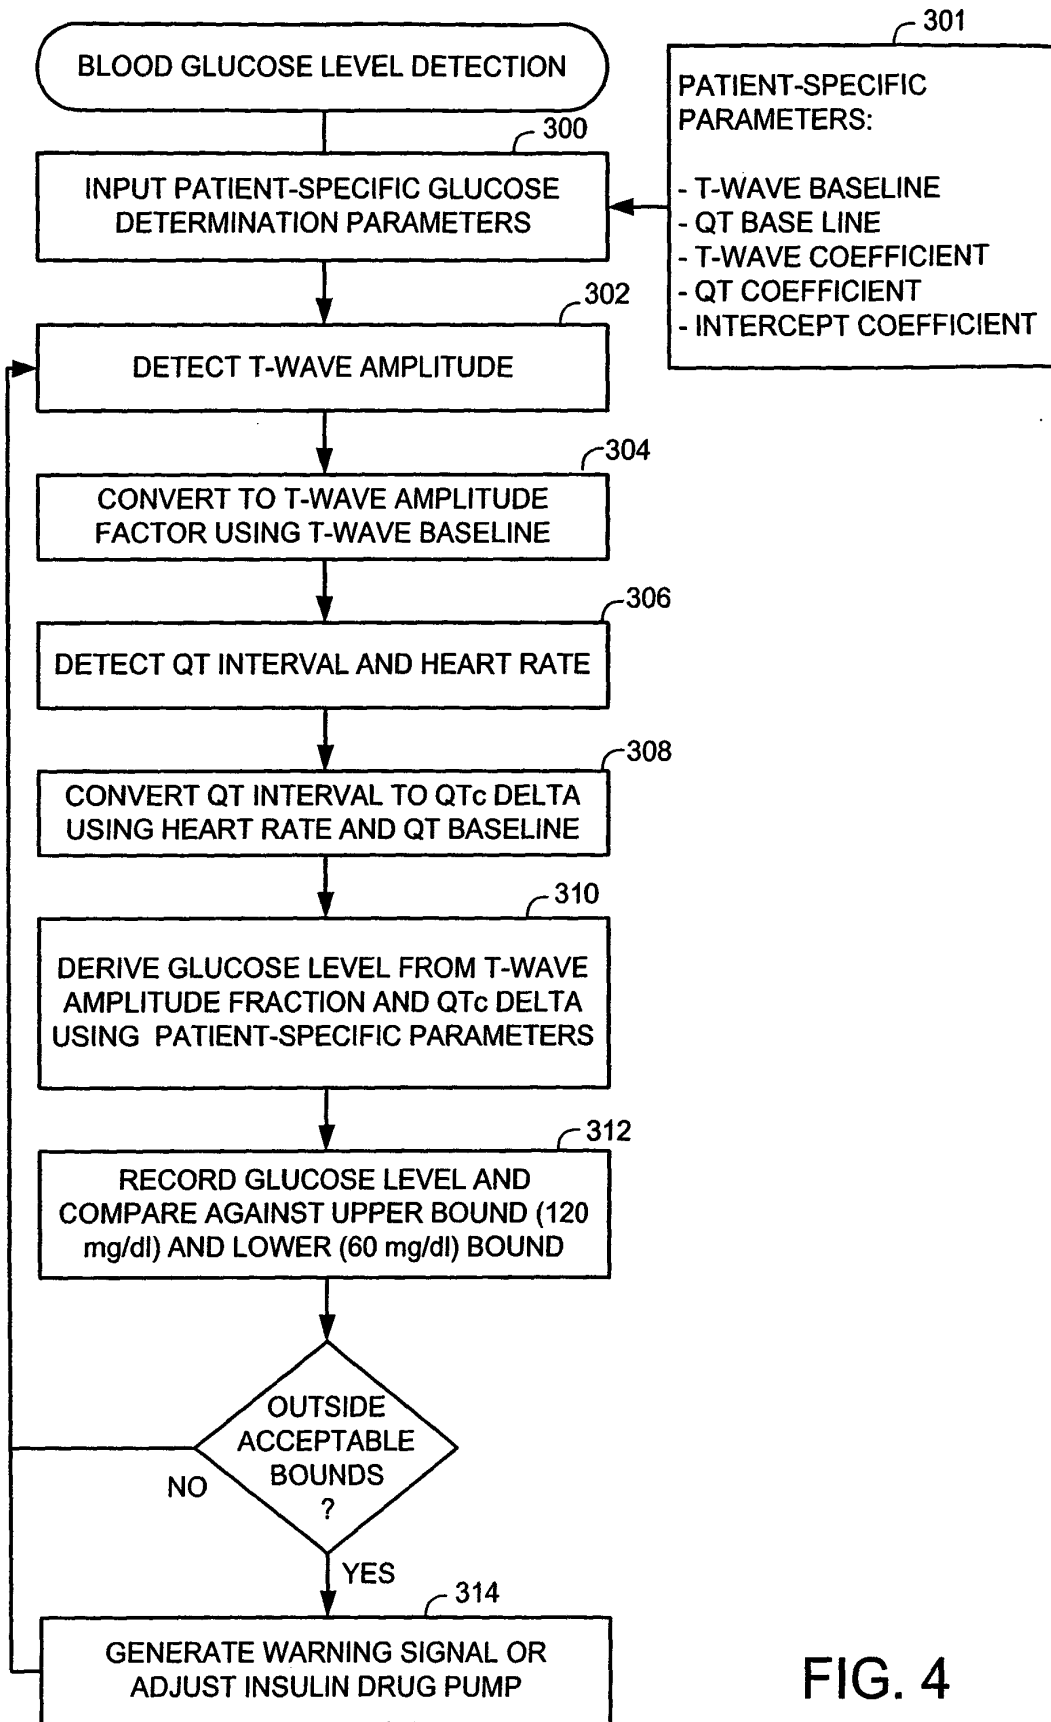 BLOOD GLUCOSE LEVEL DETECTION
301
PATIENT-SPECIFIC
PARAMETERS:
- T-WAVE BASELINE
- QT BASE LINE
- T-WAVE COEFFICIENT
- QT COEFFICIENT
- INTERCEPT COEFFICIENT
300
INPUT PATIENT-SPECIFIC GLUCOSE
DETERMINATION PARAMETERS
302
DETECT T-WAVE AMPLITUDE
304
CONVERT TO T-WAVE AMPLITUDE
FACTOR USING T-WAVE BASELINE
306
DETECT QT INTERVAL AND HEART RATE
308
CONVERT QT INTERVAL TO QTc DELTA
USING HEART RATE AND QT BASELINE
310
DERIVE GLUCOSE LEVEL FROM T-WAVE
AMPLITUDE FRACTION AND QTc DELTA
USING PATIENT-SPECIFIC PARAMETERS
312
RECORD GLUCOSE LEVEL AND
COMPARE AGAINST UPPER BOUND (120
mg/dl) AND LOWER (60 mg/dl) BOUND
OUTSIDE
ACCEPTABLE
BOUNDS
?
NO
YES
314
GENERATE WARNING SIGNAL OR
ADJUST INSULIN DRUG PUMP
FIG. 4